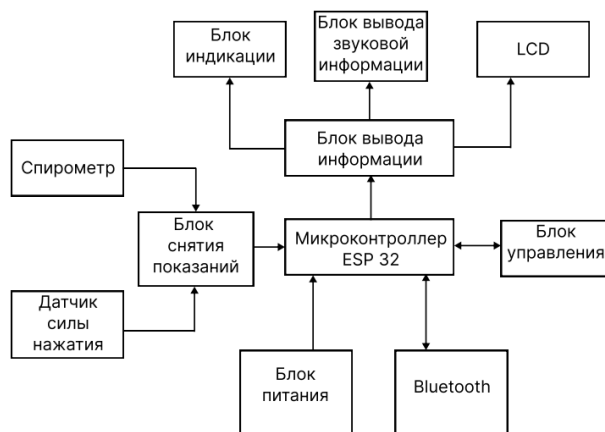 Блок
индикации
Блок вывода
звуковой
информации
LCD
Блок вывода
информации
Спирометр
Блок
снятия
показаний
Микроконтроллер
ESP 32
Блок
управления
Датчик
силы
нажатия
Блок
питания
Bluetooth